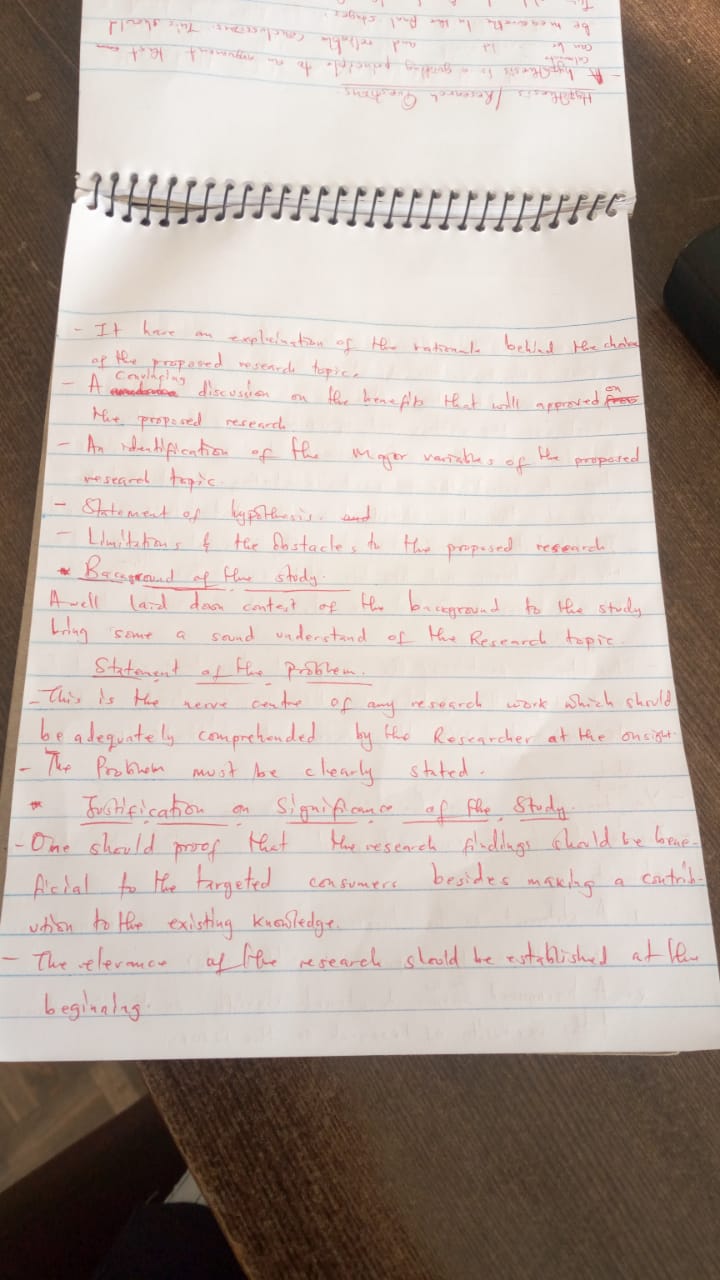 Hypothesis /Research Questions.
- A hypothesis is a guiding principle to an argument that
can be and reliable conclusions. This should
be measurable in the final stages.
- It have an explaination of the rationale behind the choice
of the proposed research topic.
- A convincing discussion on the benefits that will approved on
the proposed research
- An identification of the major variables of the proposed
research topic.
- Statement of hypothesis. and
- Limitations & the obstacles to the proposed research.
* Background of the study.
A well laid down contest of the background to the study
bring some a sound understand of the Research topic
Statement of the problem.
- This is the nerve centre of any research work which should
be adequately comprehended by the Researcher at the onsight.
- The Problem must be clearly stated.
* Justification on Significance of the Study.
- One should proof that the research findings should be bene-
ficial to the targeted consumers besides making a contrib-
ution to the existing knowledge.
- The relevance of the research should be established at the
beginning.